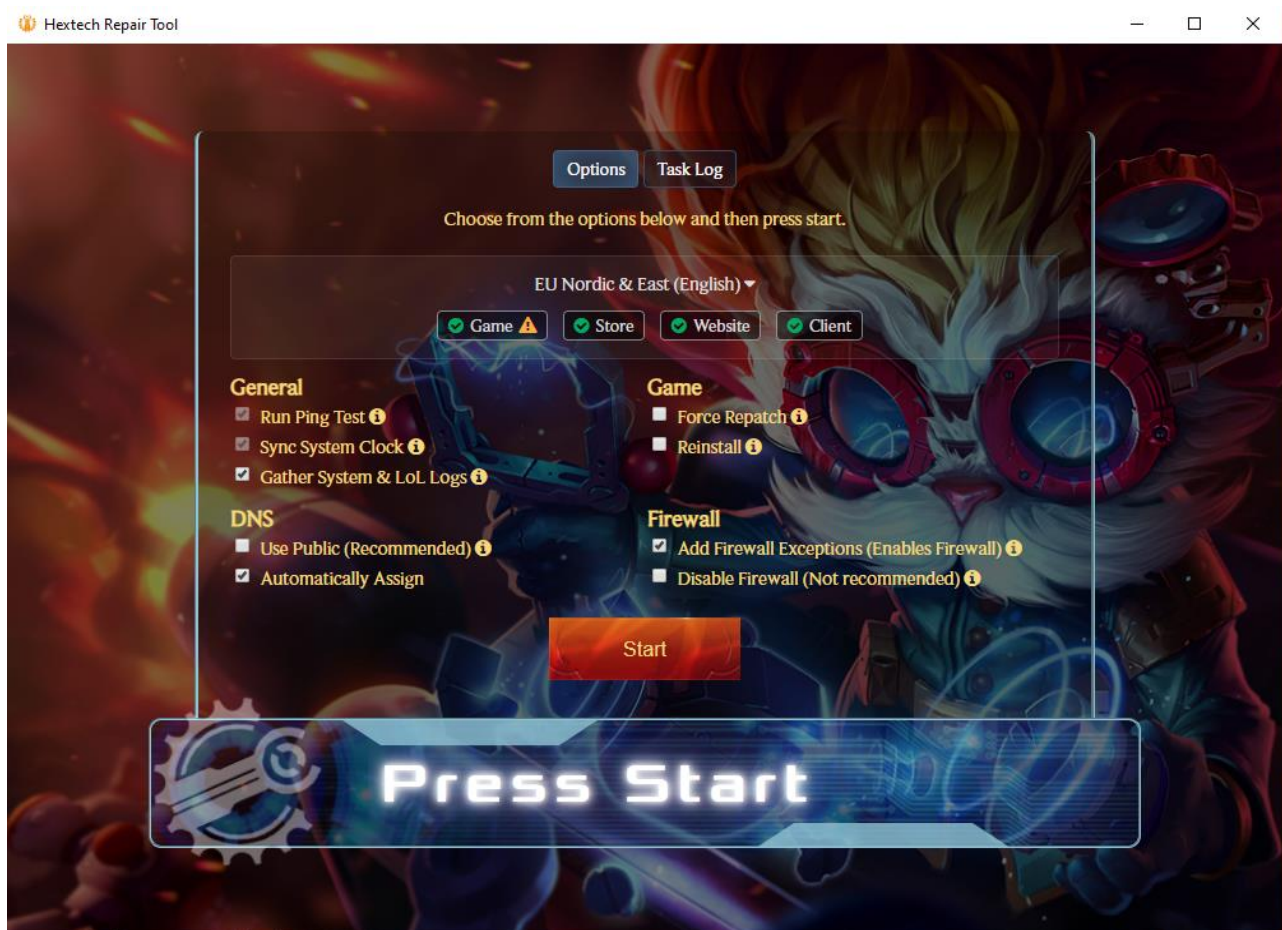 Hextech Repair Tool
Options Task Log
Choose from the options below and then press start.
EU Nordic & East (English)
Game Store Website Client
General
Run Ping Test
Sync System Clock
Gather System & LoL Logs
Game
Force Repatch
Reinstall
DNS
Use Public (Recommended)
Automatically Assign
Firewall
Add Firewall Exceptions (Enables Firewall)
Disable Firewall (Not recommended)
Start
Press Start